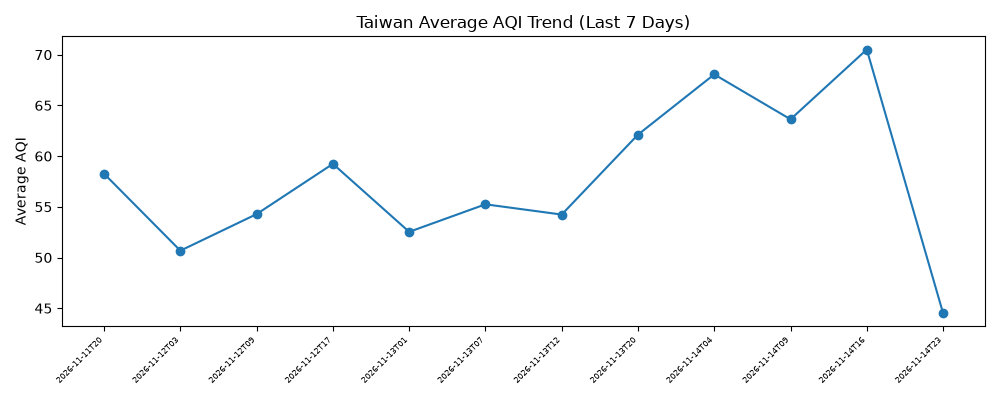 Taiwan Average AQI Trend (Last 7 Days)
Average AQI
70
65
60
55
50
45
2026-11-11T20
2026-11-12T03
2026-11-12T09
2026-11-12T17
2026-11-13T01
2026-11-13T07
2026-11-13T12
2026-11-13T20
2026-11-14T04
2026-11-14T09
2026-11-14T16
2026-11-14T23